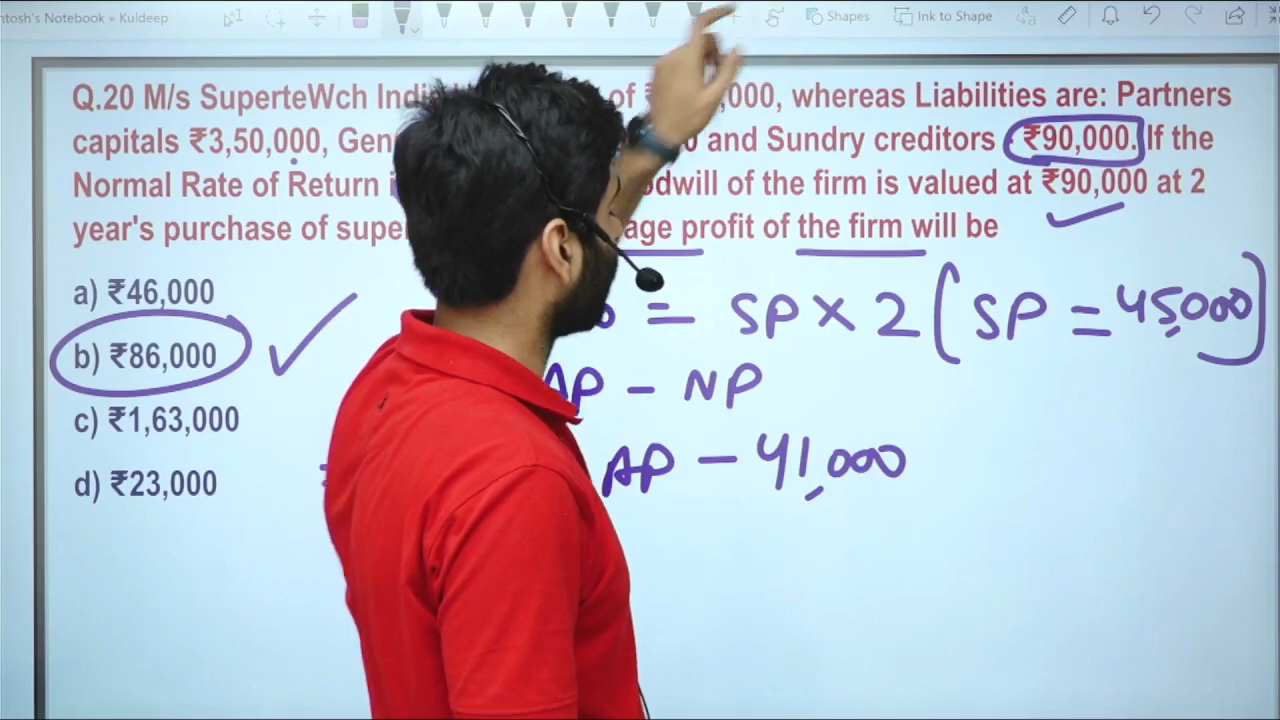 tosh's Notebook » Kuldeep
Shapes Ink to Shape
Q.20 M/s SuperteWch Indi of ₹ ,000, whereas Liabilities are: Partners
capitals ₹3,50,000, Gen 0 and Sundry creditors ₹90,000. If the
Normal Rate of Return dwill of the firm is valued at ₹90,000 at 2
year's purchase of supe age profit of the firm will be
a) ₹46,000
= SP × 2 (SP = 45,000)
b) ₹86,000
AP - NP
c) ₹1,63,000
AP - 41,000
d) ₹23,000